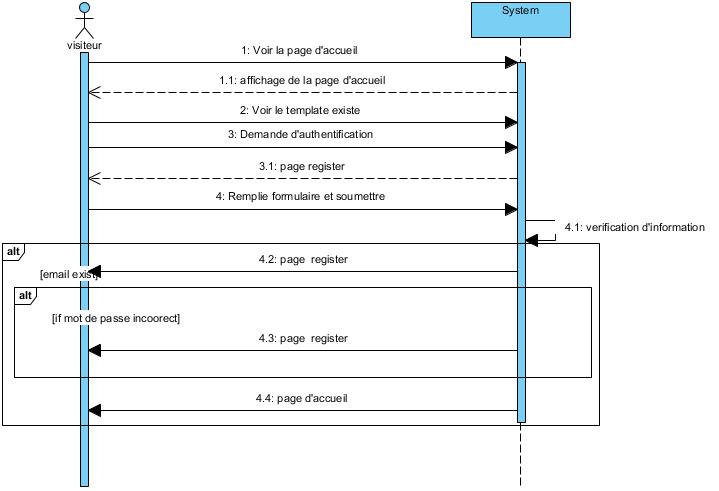 System
visiteur
1: Voir la page d'accueil
1.1: affichage de la page d'accueil
2: Voir le template existe
3: Demande d'authentification
3.1: page register
4: Remplie formulaire et soumettre
4.1: verification d'information
alt
4.2: page register
[email exist]
alt
[if mot de passe incoorect]
4.3: page register
4.4: page d'accueil